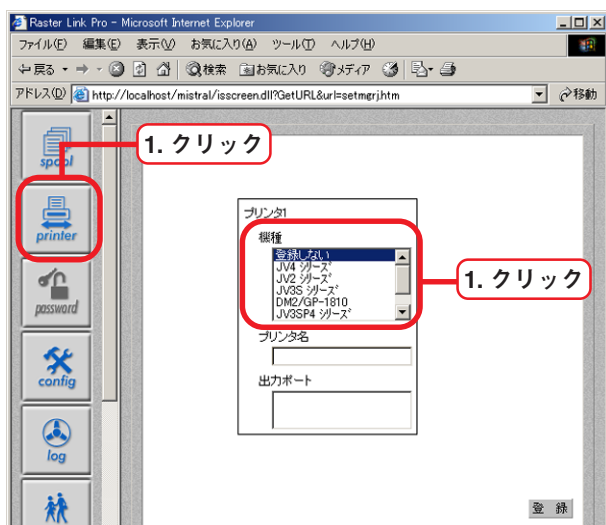 Raster Link Pro - Microsoft Internet Explorer
ファイル(F) 編集(E) 表示(V) お気に入り(A) ツール(T) ヘルプ(H)
戻る 検索 お気に入り メディア
アドレス(D) http://localhost/mistral/isscreen.dll?GetURL&url=setmgrj.htm 移動
spool
1. クリック
printer
password
config
log
プリンタ1
機種
登録しない
JV4 シリーズ
JV2 シリーズ
JV3S シリーズ
DM2/GP-1810
JV3SP4 シリーズ
1. クリック
プリンタ名
出力ポート
登 録